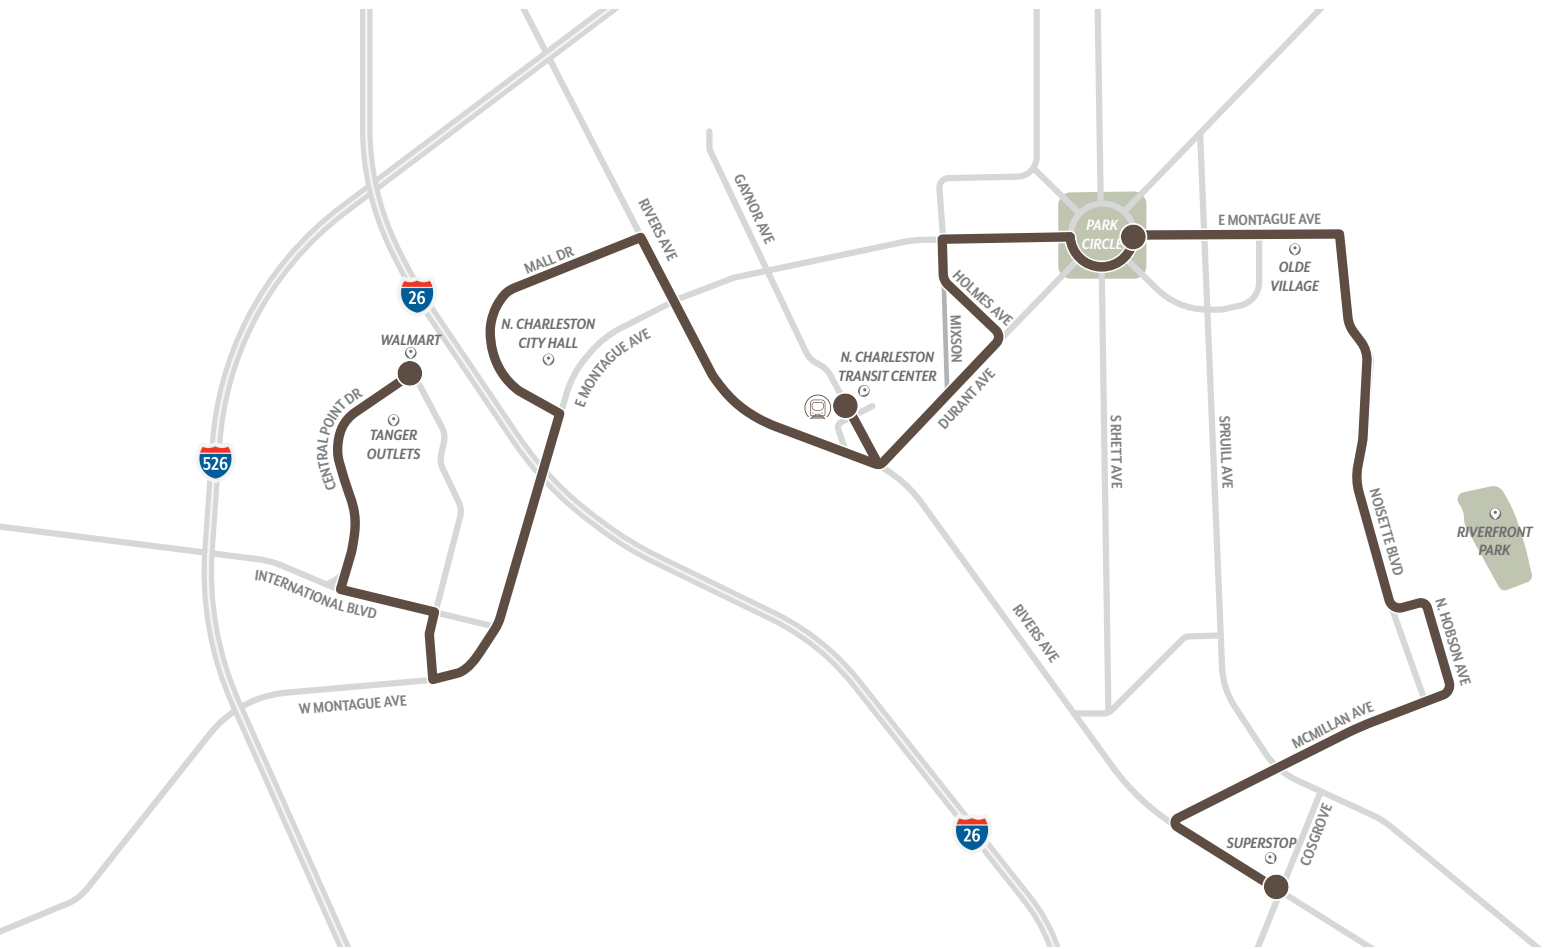 GAYNOR AVE
RIVERS AVE
E MONTAGUE AVE
PARK
CIRCLE
MALL DR
OLDE
VILLAGE
26
HOLMES AVE
N. CHARLESTON
CITY HALL
MIXSON
WALMART
E MONTAGUE AVE
N. CHARLESTON
TRANSIT CENTER
DURANT AVE
CENTRAL POINT DR
TANGER
OUTLETS
S RHETT AVE
SPRUILL AVE
526
NOISETTE BLVD
RIVERFRONT
PARK
INTERNATIONAL BLVD
RIVERS AVE
N. HOBSON AVE
W MONTAGUE AVE
MCMILLAN AVE
26
SUPERSTOP
COSGROVE